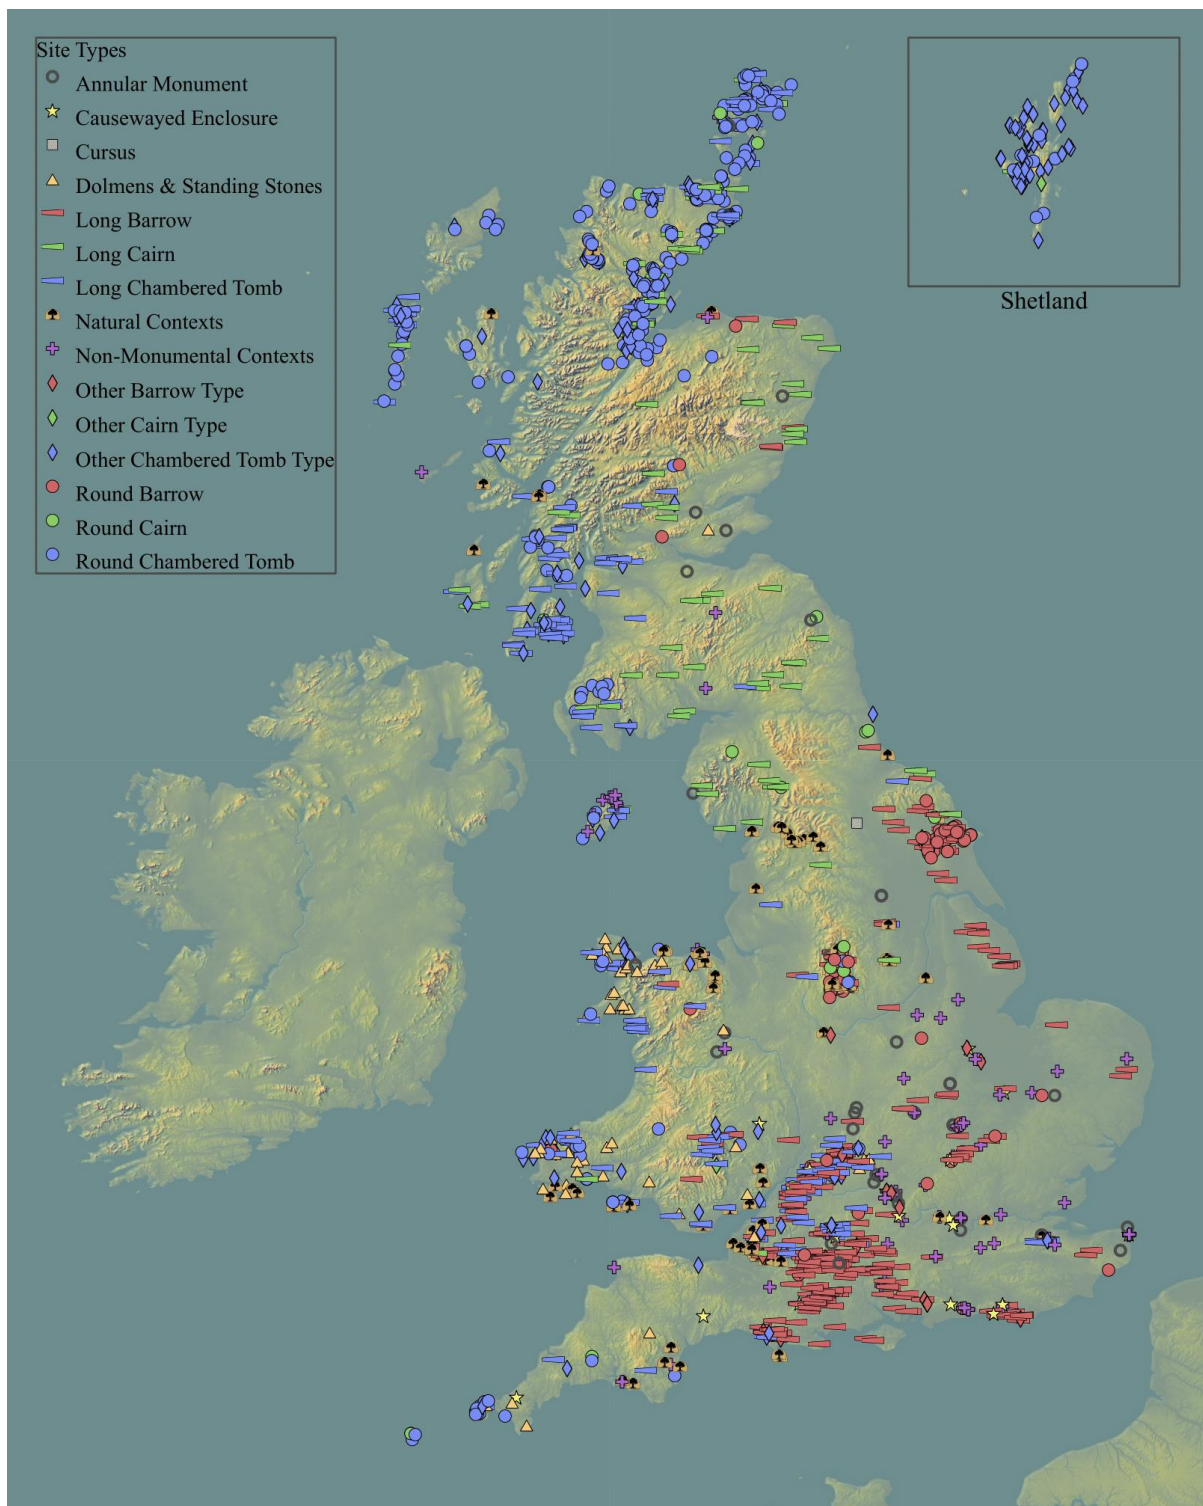 Site Types
Annular Monument
Causewayed Enclosure
Cursus
Dolmens & Standing Stones
Long Barrow
Long Cairn
Long Chambered Tomb
Natural Contexts
Non-Monumental Contexts
Other Barrow Type
Other Cairn Type
Other Chambered Tomb Type
Round Barrow
Round Cairn
Round Chambered Tomb
Shetland